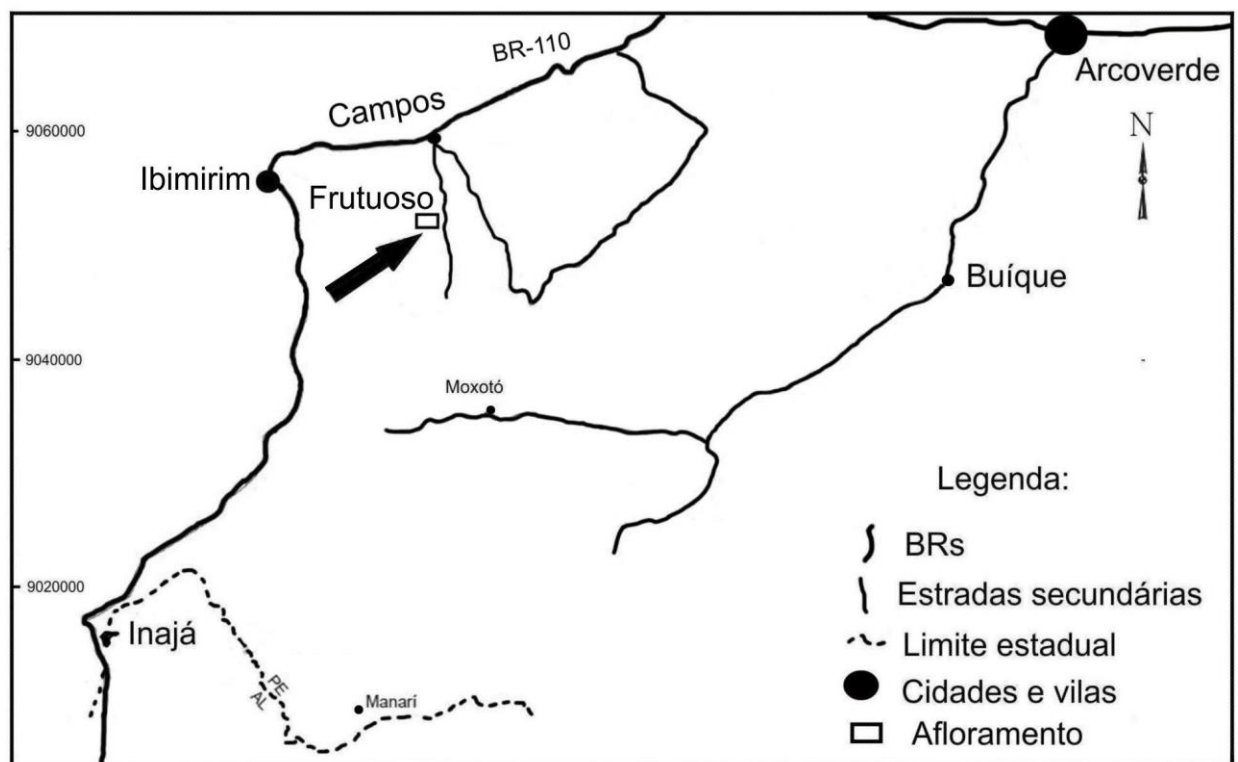 BR-110
Arcoverde
Campos
9060000
N
Ibimirim
Frutuoso
Buíque
9040000
Moxotó
Legenda:
BRs
9020000
Estradas secundárias
Inajá
Limite estadual
PE
AL
Manarí
Cidades e vilas
Afloramento